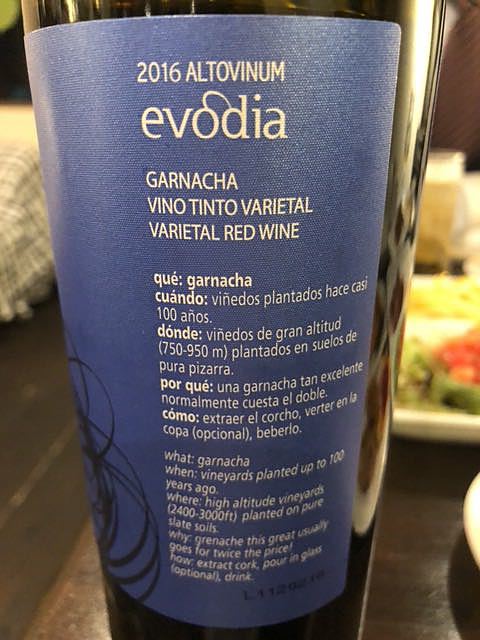 2016 ALTOVINUM
evodia
GARNACHA
VINO TINTO VARIETAL
VARIETAL RED WINE
qué: garnacha
cuándo: viñedos plantados hace casi
100 años.
dónde: viñedos de gran altitud
(750-950 m) plantados en suelos de
pura pizarra.
por qué: una garnacha tan excelente
normalmente cuesta el doble.
cómo: extraer el corcho, verter en la
copa (opcional), beberlo.
what: garnacha
when: vineyards planted up to 100
years ago.
where: high altitude vineyards
(2400-3000ft) planted on pure
slate soils.
why: grenache this great usually
goes for twice the price!
how: extract cork, pour in glass
(optional), drink.